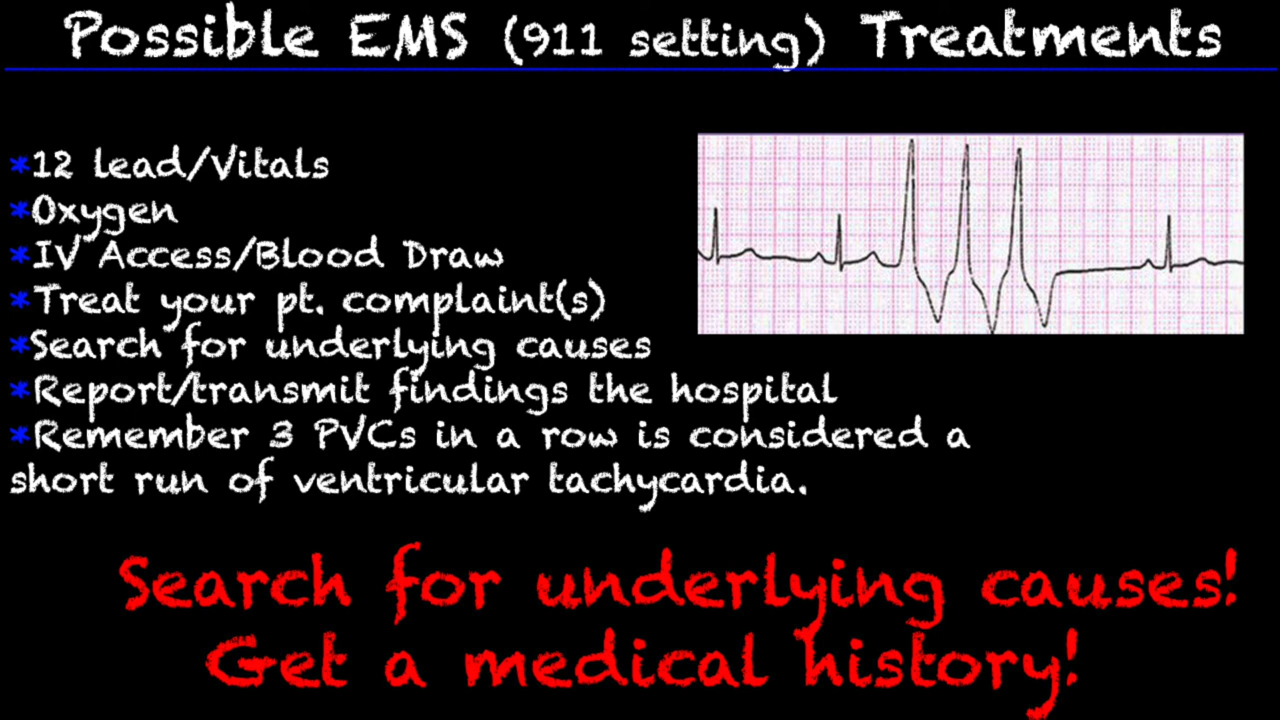 Possible EMS (911 setting) Treatments
*12 lead/Vitals
*Oxygen
*IV Access/Blood Draw
*Treat your pt. complaint(s)
*Search for underlying causes
*Report/transmit findings the hospital
*Remember 3 PVCs in a row is considered a
short run of ventricular tachycardia.
Search for underlying causes!
Get a medical history!